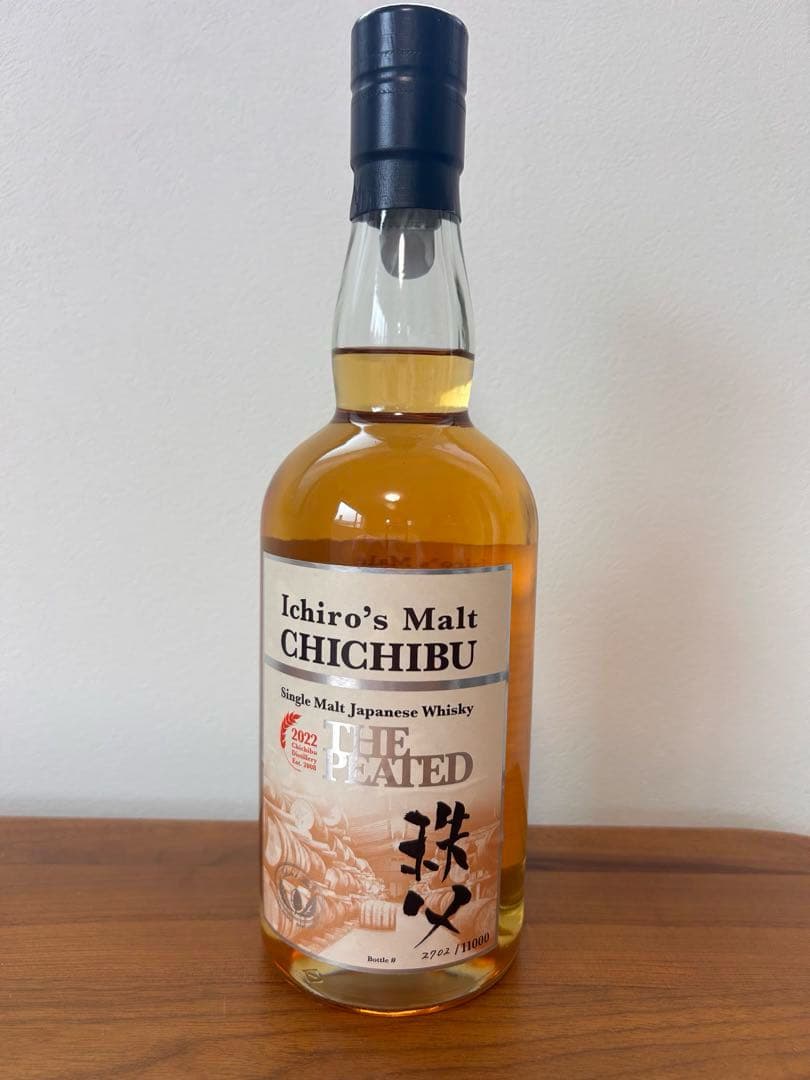 Ichiro's Malt
CHICHIBU
Single Malt Japanese Whisky
2022
Chichibu
Distillery
Est. 2008
THE
PEATED
秩父
Bottle # 2702 / 11000